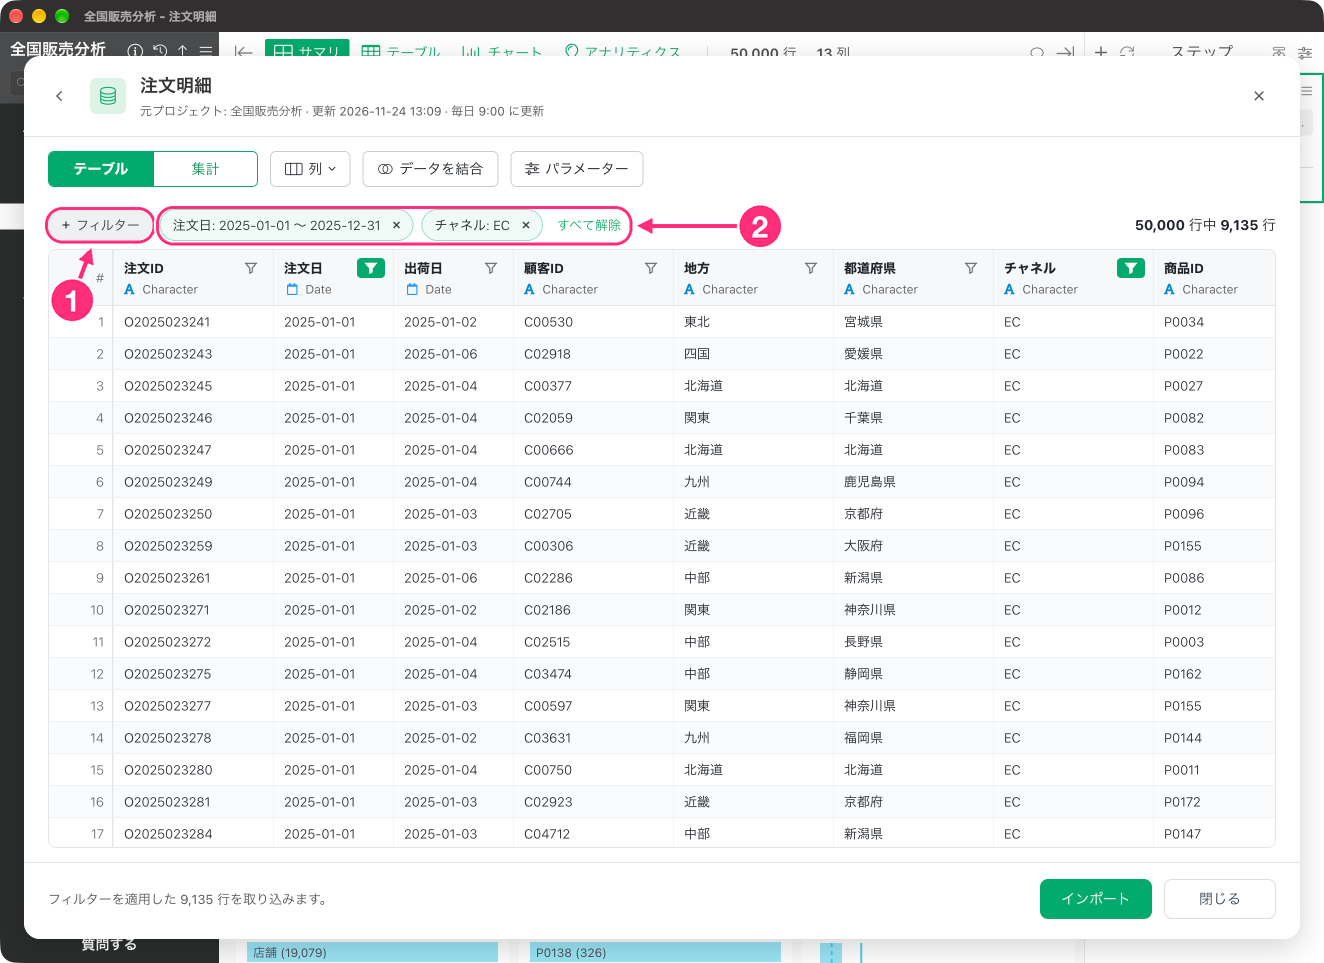 全国販売分析 - 注文明細
全国販売分析
サマリ
テーブル
チャート
アナリティクス
50,000 行
13 列
ステップ
注文明細
元プロジェクト: 全国販売分析 · 更新 2026-11-24 13:09 · 毎日 9:00 に更新
テーブル
集計
列
データを結合
パラメーター
+ フィルター
注文日: 2025-01-01 〜 2025-12-31 ×
チャネル: EC ×
すべて解除
2
50,000 行中 9,135 行
1
# 注文ID 注文日 出荷日 顧客ID 地方 都道府県 チャネル 商品ID
A Character Date Date A Character A Character A Character A Character A Character
1 O2025023241 2025-01-01 2025-01-02 C00530 東北 宮城県 EC P0034
2 O2025023243 2025-01-01 2025-01-06 C02918 四国 愛媛県 EC P0022
3 O2025023245 2025-01-01 2025-01-04 C00377 北海道 北海道 EC P0027
4 O2025023246 2025-01-01 2025-01-04 C02059 関東 千葉県 EC P0082
5 O2025023247 2025-01-01 2025-01-04 C00666 北海道 北海道 EC P0083
6 O2025023249 2025-01-01 2025-01-04 C00744 九州 鹿児島県 EC P0094
7 O2025023250 2025-01-01 2025-01-03 C02705 近畿 京都府 EC P0096
8 O2025023259 2025-01-01 2025-01-03 C00306 近畿 大阪府 EC P0155
9 O2025023261 2025-01-01 2025-01-06 C02286 中部 新潟県 EC P0086
10 O2025023271 2025-01-01 2025-01-02 C02186 関東 神奈川県 EC P0012
11 O2025023272 2025-01-01 2025-01-04 C02515 中部 長野県 EC P0003
12 O2025023275 2025-01-01 2025-01-04 C03474 中部 静岡県 EC P0162
13 O2025023277 2025-01-01 2025-01-03 C00597 関東 神奈川県 EC P0155
14 O2025023278 2025-01-01 2025-01-02 C03631 九州 福岡県 EC P0144
15 O2025023280 2025-01-01 2025-01-04 C00750 北海道 北海道 EC P0011
16 O2025023281 2025-01-01 2025-01-03 C02923 近畿 京都府 EC P0172
17 O2025023284 2025-01-01 2025-01-03 C04712 中部 新潟県 EC P0147
フィルターを適用した 9,135 行を取り込みます。
インポート
閉じる
質問する
店舗 (19,079)
P0138 (326)